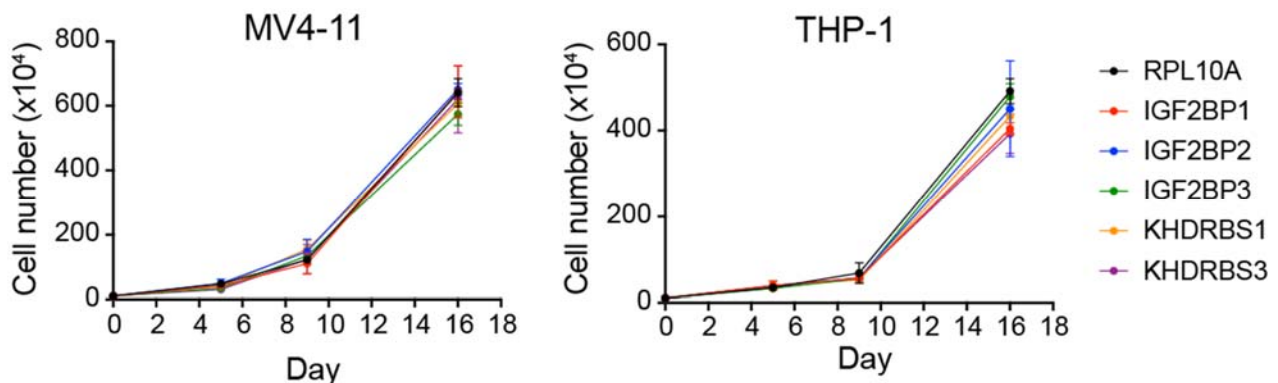 MV4-11
Cell number (x10⁴)
800
600
400
200
0
0 2 4 6 8 10 12 14 16 18
Day
THP-1
Cell number (x10⁴)
600
400
200
0
0 2 4 6 8 10 12 14 16 18
Day
RPL10A
IGF2BP1
IGF2BP2
IGF2BP3
KHDRBS1
KHDRBS3